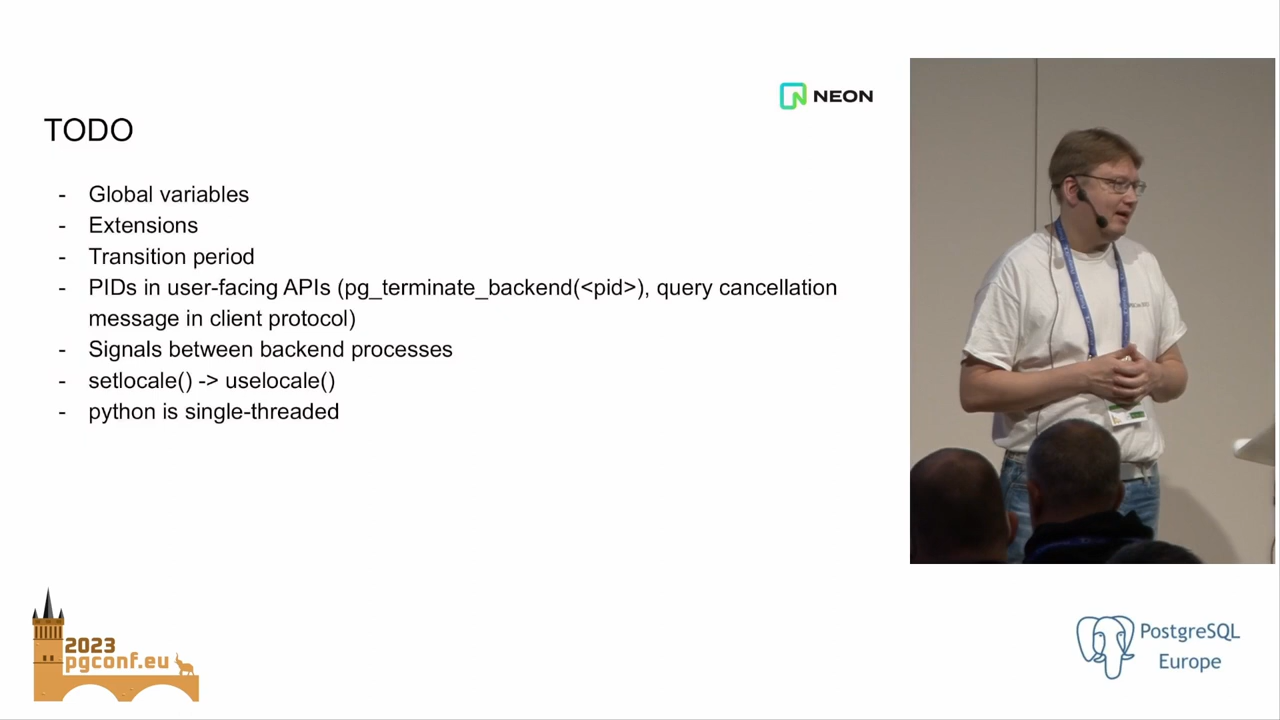 NEON
TODO
- Global variables
- Extensions
- Transition period
- PIDs in user-facing APIs (pg_terminate_backend(<pid>), query cancellation
message in client protocol)
- Signals between backend processes
- setlocale() -> uselocale()
- python is single-threaded
2023
pgconf.eu
PostgreSQL
Europe